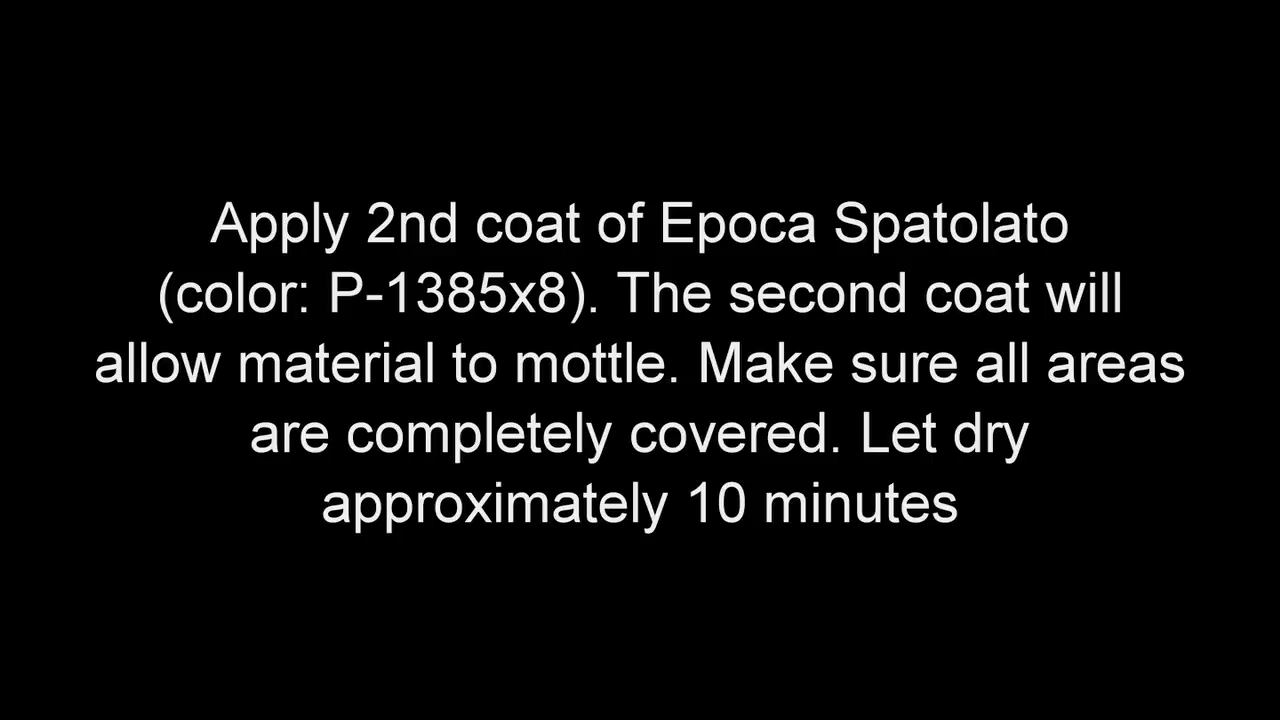 Apply 2nd coat of Epoca Spatolato
(color: P-1385x8). The second coat will
allow material to mottle. Make sure all areas
are completely covered. Let dry
approximately 10 minutes